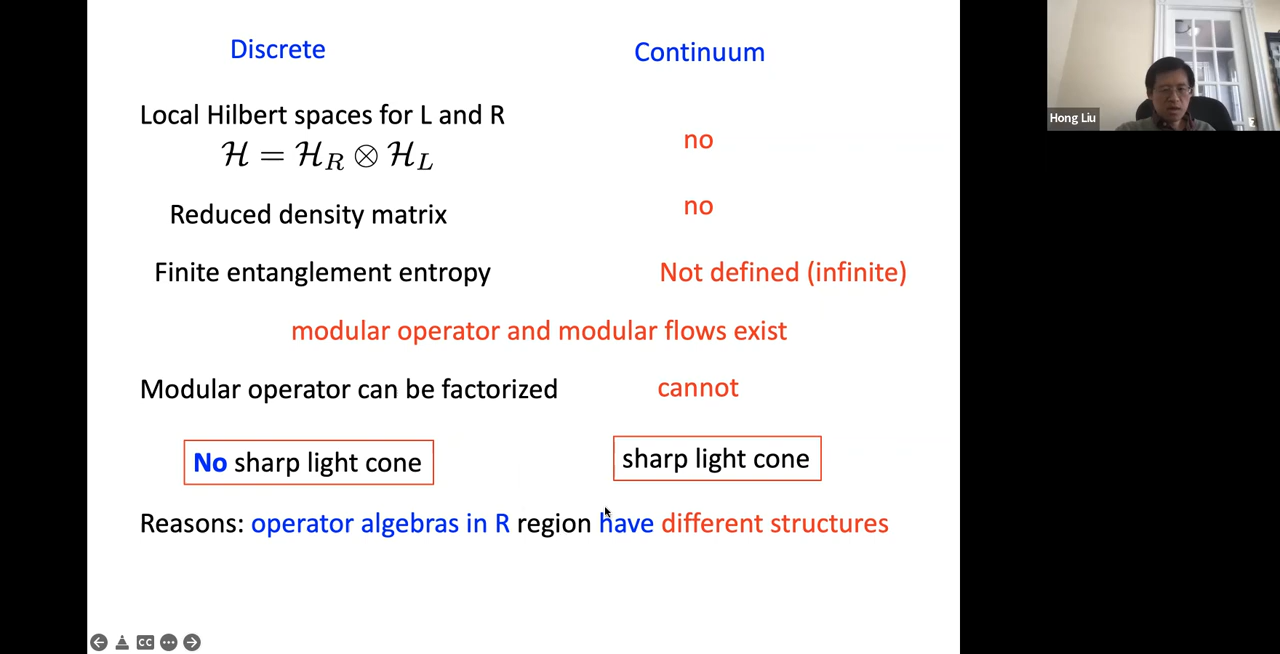 Discrete
Continuum
Local Hilbert spaces for L and R
no
ℋ = ℋ_R ⊗ ℋ_L
Reduced density matrix
no
Finite entanglement entropy
Not defined (infinite)
modular operator and modular flows exist
Modular operator can be factorized
cannot
No sharp light cone
sharp light cone
Reasons: operator algebras in R region have different structures
CC
Hong Liu